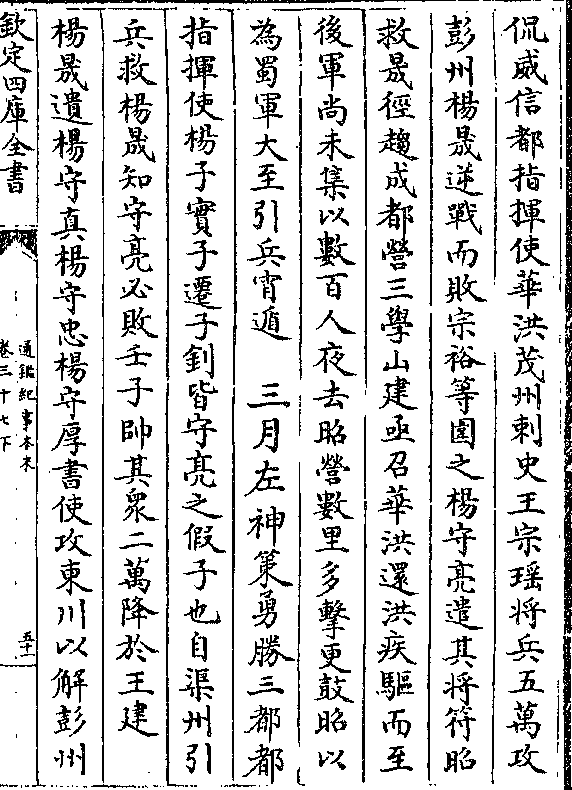 侃威信都指揮使華洪茂州刺史王宗瑶将兵五萬攻
彭州楊晟逆戰而敗宗裕等圍之楊守亮遣其将符昭
救晟徑趨成都營三學山建亟召華洪還洪疾驅而至
後軍尚未集以數百人夜去昭營數里多擊更鼓昭以
為蜀軍大至引兵宵遁　三月左神策勇勝三都都
指揮使楊子實子遷子釗皆守亮之假子也自渠州引
兵救楊晟知守亮必敗壬子帥其眾二萬降於王建
楊晟遺楊守真楊守忠楊守厚書使攻東川以解彭州
欽定四庫全書
通鑑紀事本末
卷三十七下
五十一